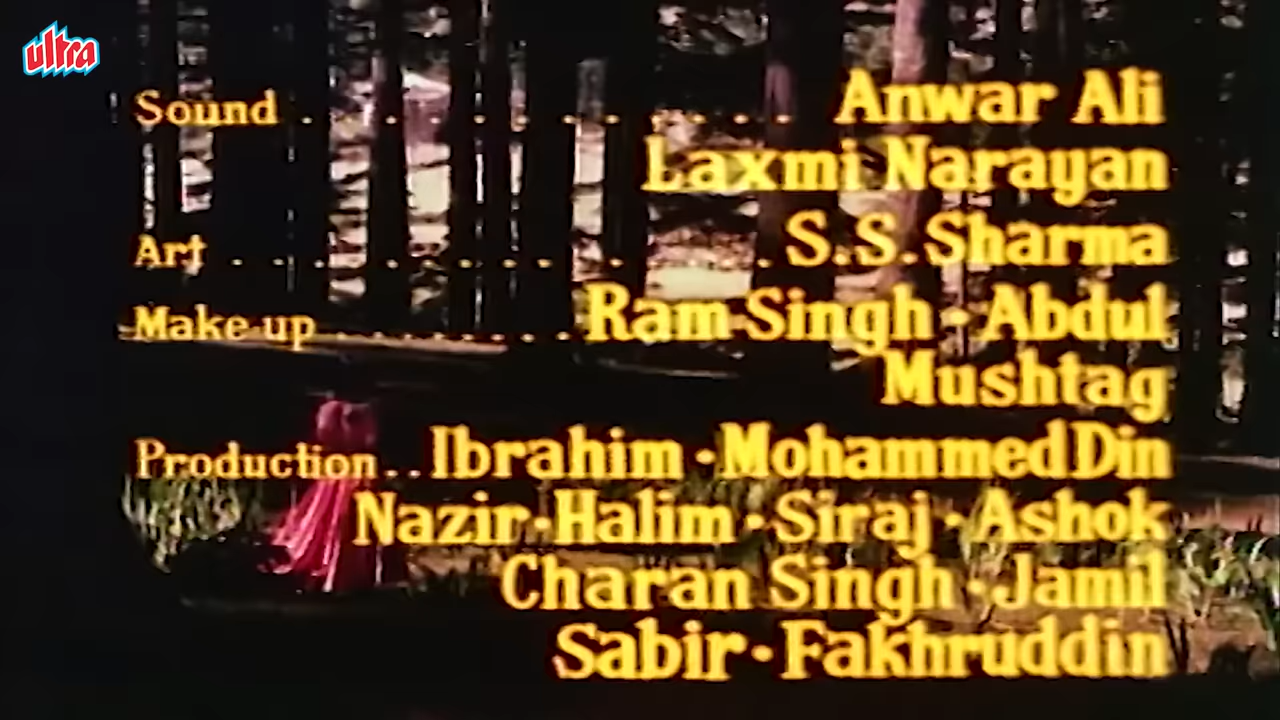 ultra
Sound . . . . . . . . . . . . Anwar Ali
Laxmi Narayan
Art . . . . . . . . . . . . . S.S.Sharma
Make up . . . . . . . . Ram Singh · Abdul
Mushtag
Production . . Ibrahim · Mohammed Din
Nazir · Halim · Siraj · Ashok
Charan Singh · Jamil
Sabir · Fakhruddin